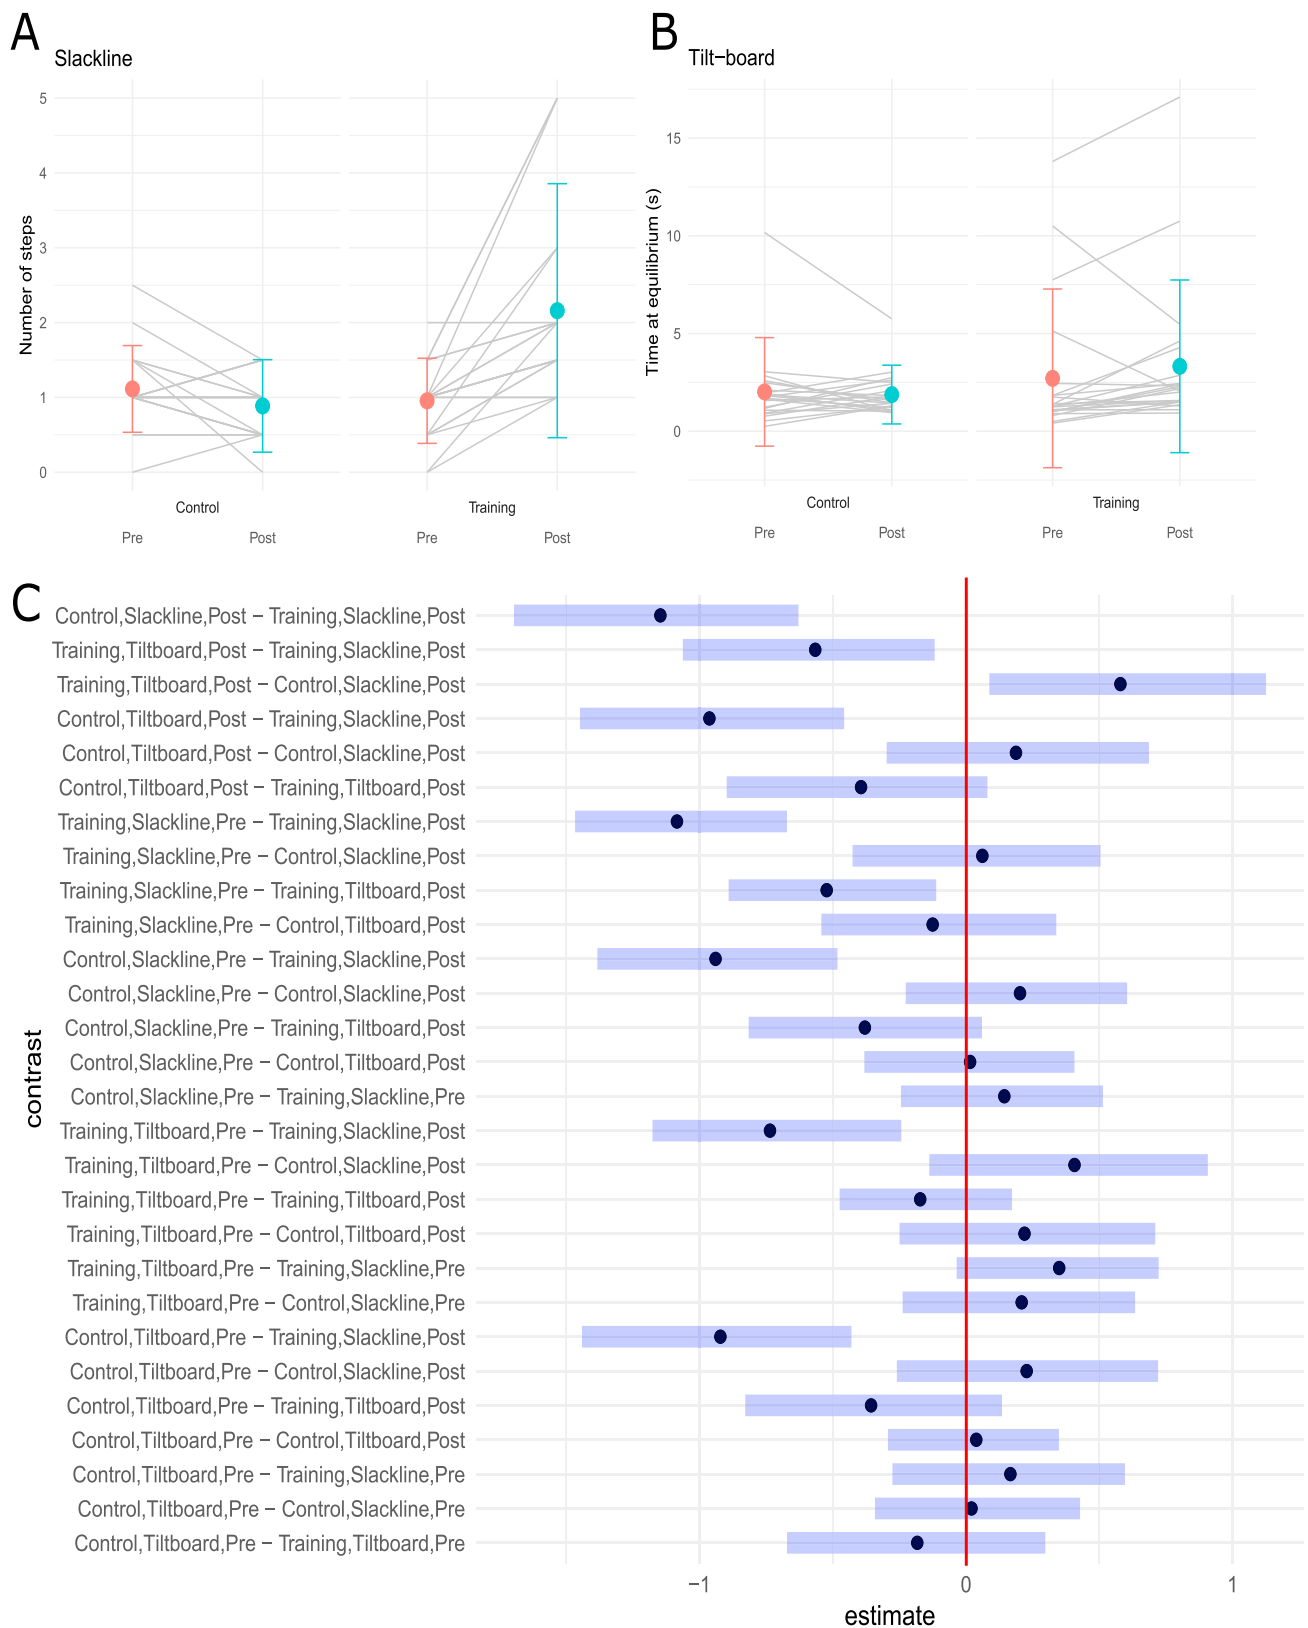 A
Slackline
Number of steps
5
4
3
2
1
0
Control
Training
Pre
Post
Pre
Post
B
Tilt−board
Time at equilibrium (s)
15
10
5
0
Control
Training
Pre
Post
Pre
Post
C
contrast
Control,Slackline,Post − Training,Slackline,Post
Training,Tiltboard,Post − Training,Slackline,Post
Training,Tiltboard,Post − Control,Slackline,Post
Control,Tiltboard,Post − Training,Slackline,Post
Control,Tiltboard,Post − Control,Slackline,Post
Control,Tiltboard,Post − Training,Tiltboard,Post
Training,Slackline,Pre − Training,Slackline,Post
Training,Slackline,Pre − Control,Slackline,Post
Training,Slackline,Pre − Training,Tiltboard,Post
Training,Slackline,Pre − Control,Tiltboard,Post
Control,Slackline,Pre − Training,Slackline,Post
Control,Slackline,Pre − Control,Slackline,Post
Control,Slackline,Pre − Training,Tiltboard,Post
Control,Slackline,Pre − Control,Tiltboard,Post
Control,Slackline,Pre − Training,Slackline,Pre
Training,Tiltboard,Pre − Training,Slackline,Post
Training,Tiltboard,Pre − Control,Slackline,Post
Training,Tiltboard,Pre − Training,Tiltboard,Post
Training,Tiltboard,Pre − Control,Tiltboard,Post
Training,Tiltboard,Pre − Training,Slackline,Pre
Training,Tiltboard,Pre − Control,Slackline,Pre
Control,Tiltboard,Pre − Training,Slackline,Post
Control,Tiltboard,Pre − Control,Slackline,Post
Control,Tiltboard,Pre − Training,Tiltboard,Post
Control,Tiltboard,Pre − Control,Tiltboard,Post
Control,Tiltboard,Pre − Training,Slackline,Pre
Control,Tiltboard,Pre − Control,Slackline,Pre
Control,Tiltboard,Pre − Training,Tiltboard,Pre
−1
0
1
estimate